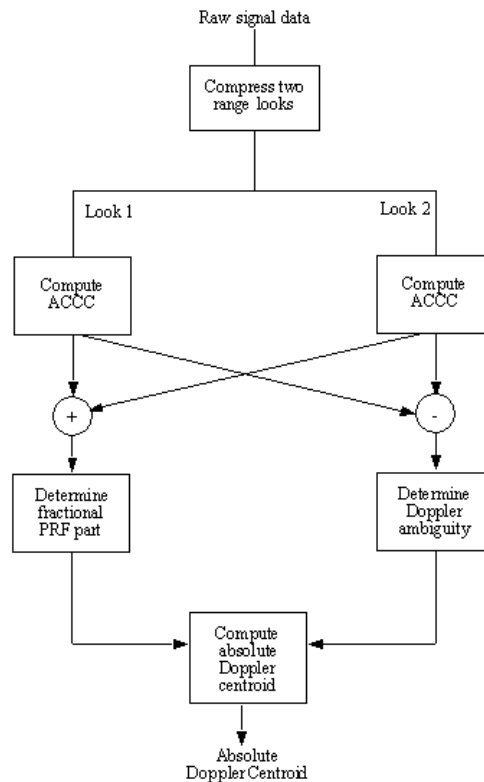 Raw signal data
Compress two
range looks
Look 1
Look 2
Compute
ACCC
Compute
ACCC
+
-
Determine
fractional
PRF part
Determine
Doppler
ambiguity
Compute
absolute
Doppler
centroid
Absolute
Doppler Centroid